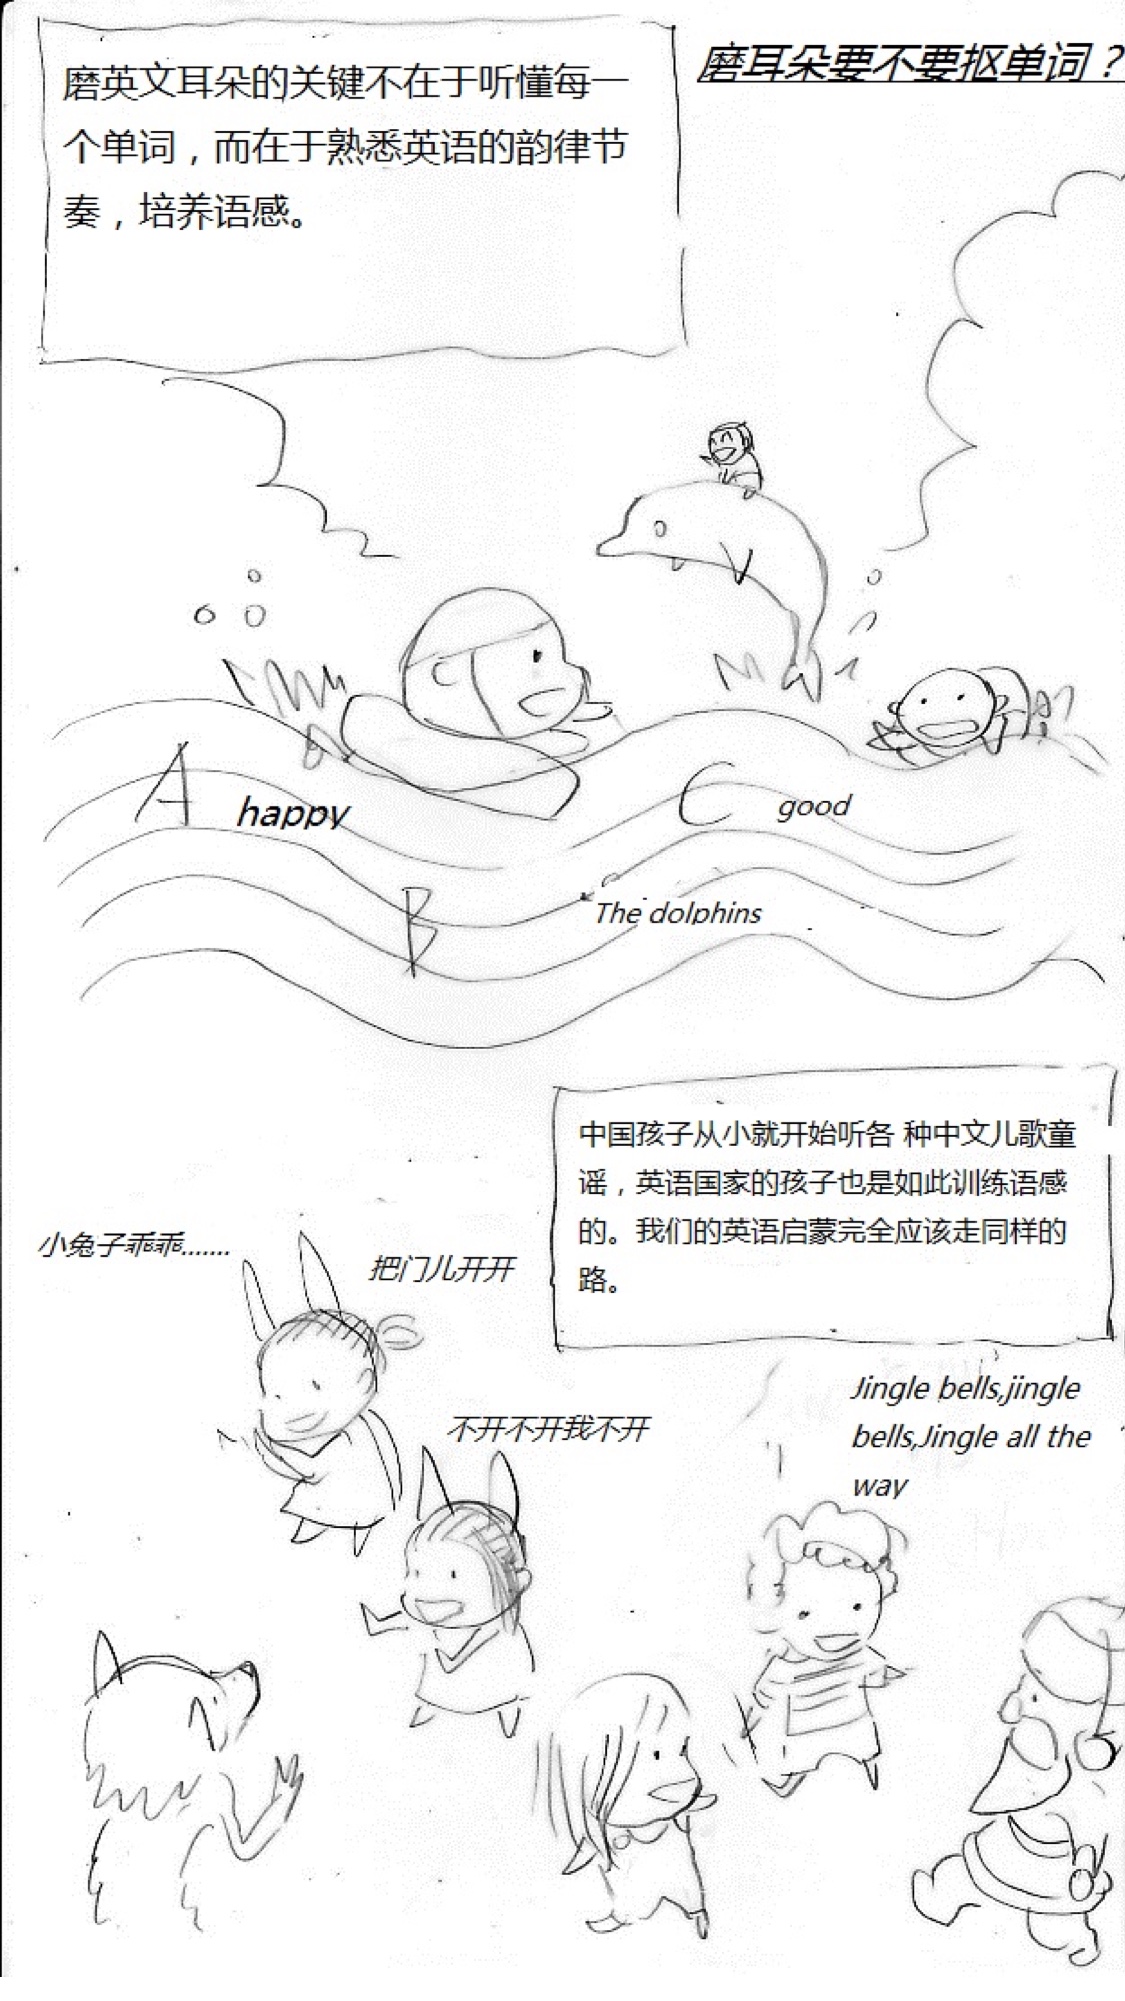 磨耳朵要不要抠单词？
磨英文耳朵的关键不在于听懂每一
个单词，而在于熟悉英语的韵律节
奏，培养语感。
A
happy
C
good
B
The dolphins
中国孩子从小就开始听各 种中文儿歌童
谣，英语国家的孩子也是如此训练语感
的。我们的英语启蒙完全应该走同样的
路。
小兔子乖乖.......
把门儿开开
不开不开我不开
Jingle bells,jingle
bells,Jingle all the
way